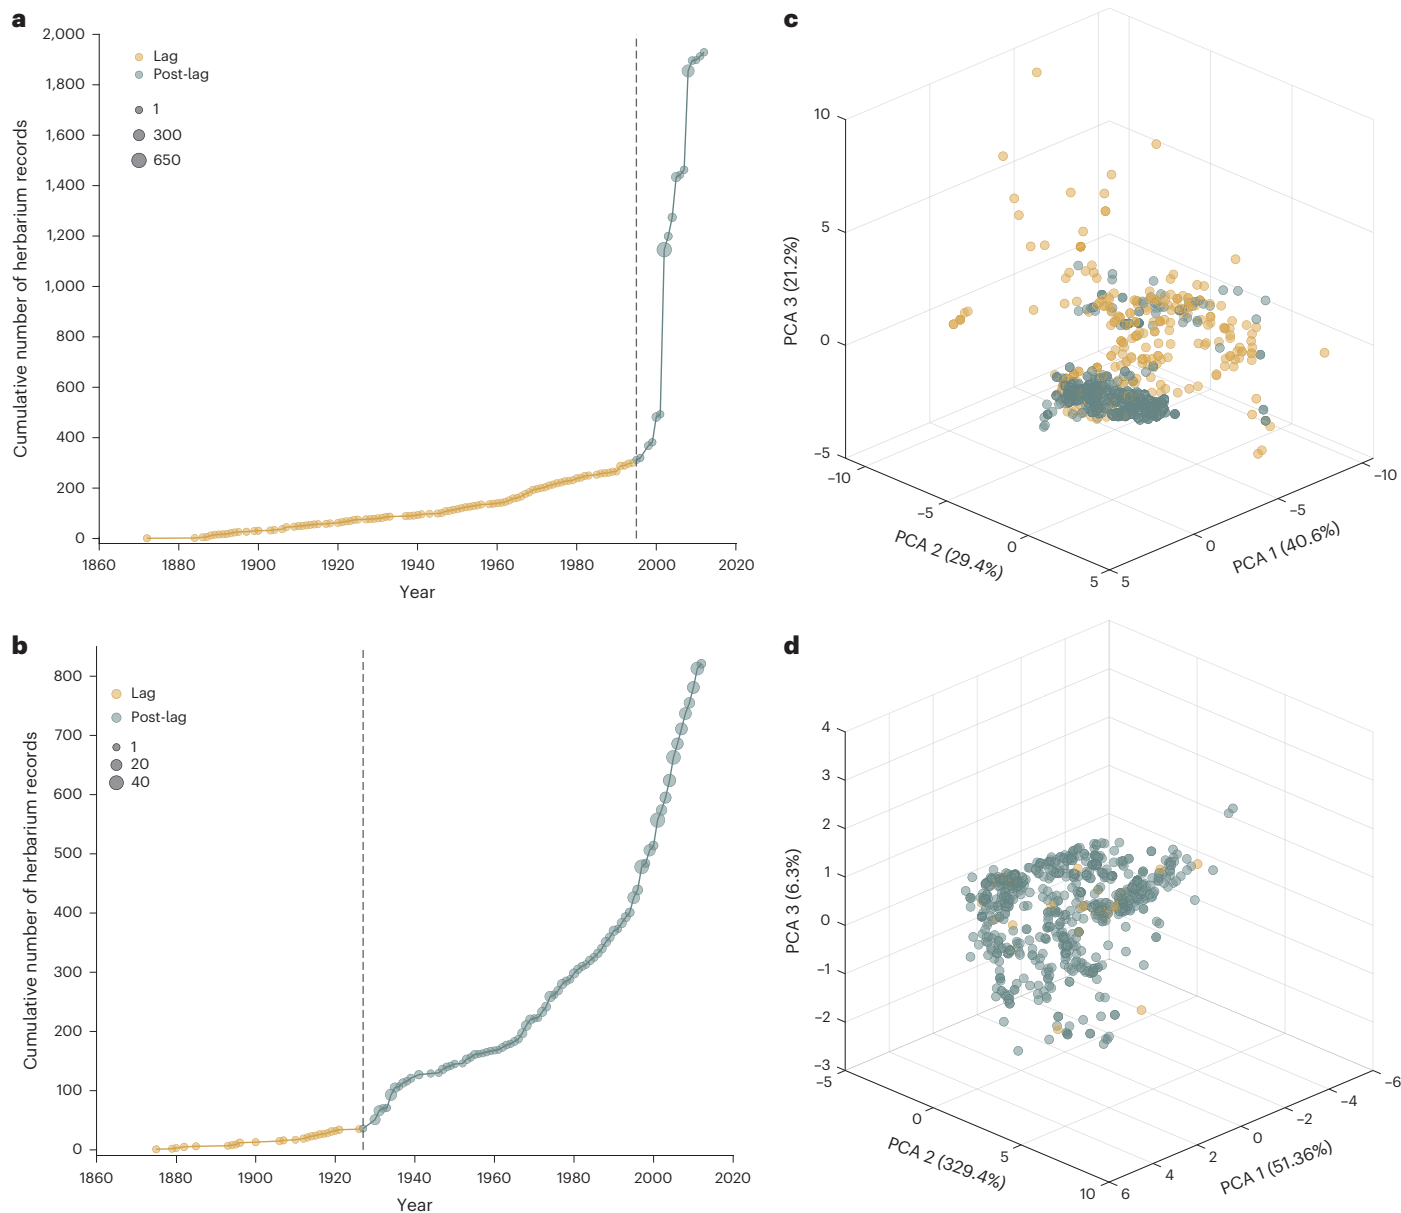 a
2,000
1,800
1,600
1,400
1,200
1,000
800
600
400
200
0
Cumulative number of herbarium records
Lag
Post-lag
1
300
650
1860 1880 1900 1920 1940 1960 1980 2000 2020
Year
c
10
5
0
–5
PCA 3 (21.2%)
–10
–5
0
5
PCA 2 (29.4%)
5
0
–5
–10
PCA 1 (40.6%)
b
800
700
600
500
400
300
200
100
0
Cumulative number of herbarium records
Lag
Post-lag
1
20
40
1860 1880 1900 1920 1940 1960 1980 2000 2020
Year
d
4
3
2
1
0
–1
–2
–3
PCA 3 (6.3%)
–5
0
5
10
PCA 2 (329.4%)
6
4
2
0
–2
–4
–6
PCA 1 (51.36%)